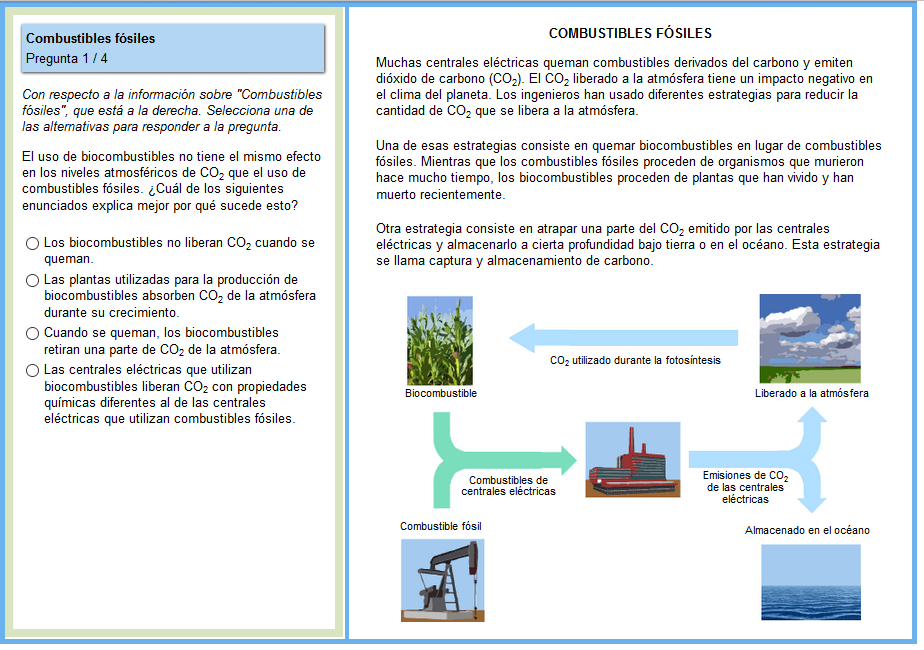 Combustibles fósiles
Pregunta 1 / 4
Con respecto a la información sobre "Combustibles
fósiles", que está a la derecha. Selecciona una de
las alternativas para responder a la pregunta.
El uso de biocombustibles no tiene el mismo efecto
en los niveles atmosféricos de CO₂ que el uso de
combustibles fósiles. ¿Cuál de los siguientes
enunciados explica mejor por qué sucede esto?
Los biocombustibles no liberan CO₂ cuando se
queman.
Las plantas utilizadas para la producción de
biocombustibles absorben CO₂ de la atmósfera
durante su crecimiento.
Cuando se queman, los biocombustibles
retiran una parte de CO₂ de la atmósfera.
Las centrales eléctricas que utilizan
biocombustibles liberan CO₂ con propiedades
químicas diferentes al de las centrales
eléctricas que utilizan combustibles fósiles.
COMBUSTIBLES FÓSILES
Muchas centrales eléctricas queman combustibles derivados del carbono y emiten
dióxido de carbono (CO₂). El CO₂ liberado a la atmósfera tiene un impacto negativo en
el clima del planeta. Los ingenieros han usado diferentes estrategias para reducir la
cantidad de CO₂ que se libera a la atmósfera.
Una de esas estrategias consiste en quemar biocombustibles en lugar de combustibles
fósiles. Mientras que los combustibles fósiles proceden de organismos que murieron
hace mucho tiempo, los biocombustibles proceden de plantas que han vivido y han
muerto recientemente.
Otra estrategia consiste en atrapar una parte del CO₂ emitido por las centrales
eléctricas y almacenarlo a cierta profundidad bajo tierra o en el océano. Esta estrategia
se llama captura y almacenamiento de carbono.
CO₂ utilizado durante la fotosíntesis
Biocombustible
Liberado a la atmósfera
Combustibles de
centrales eléctricas
Emisiones de CO₂
de las centrales
eléctricas
Combustible fósil
Almacenado en el océano